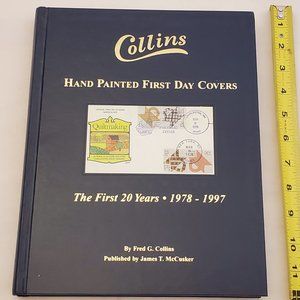 Collins
HAND PAINTED FIRST DAY COVERS
Quiltmaking
The First 20 Years • 1978 - 1997
By Fred G. Collins
Published by James T. McCusker